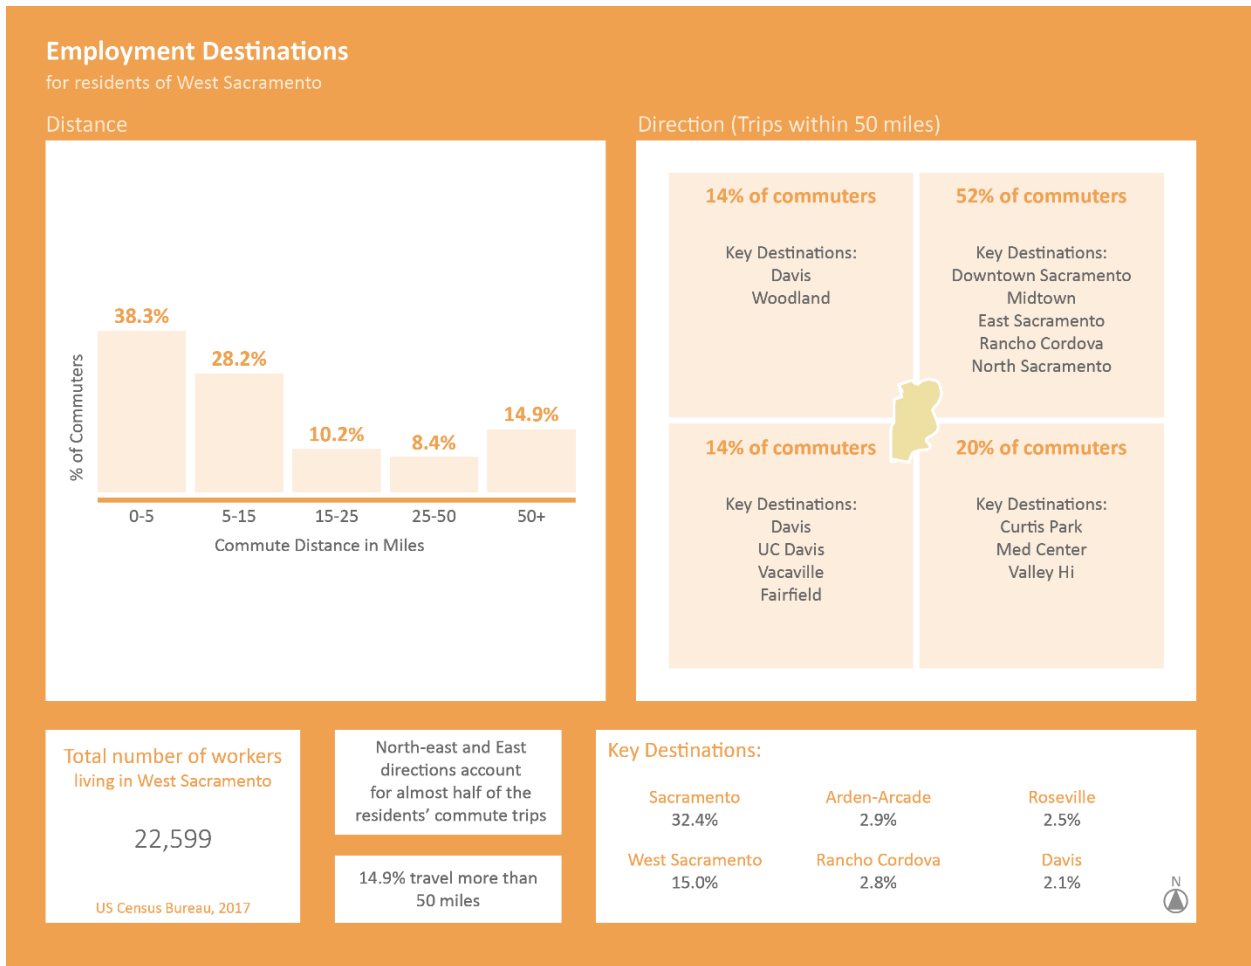 Employment Destinations
for residents of West Sacramento
Distance
38.3%
28.2%
10.2%
8.4%
14.9%
% of Commuters
0-5
5-15
15-25
25-50
50+
Commute Distance in Miles
Direction (Trips within 50 miles)
14% of commuters
Key Destinations:
Davis
Woodland
52% of commuters
Key Destinations:
Downtown Sacramento
Midtown
East Sacramento
Rancho Cordova
North Sacramento
14% of commuters
Key Destinations:
Davis
UC Davis
Vacaville
Fairfield
20% of commuters
Key Destinations:
Curtis Park
Med Center
Valley Hi
Total number of workers
living in West Sacramento
22,599
US Census Bureau, 2017
North-east and East
directions account
for almost half of the
residents' commute trips
14.9% travel more than
50 miles
Key Destinations:
Sacramento
32.4%
Arden-Arcade
2.9%
Roseville
2.5%
West Sacramento
15.0%
Rancho Cordova
2.8%
Davis
2.1%
N